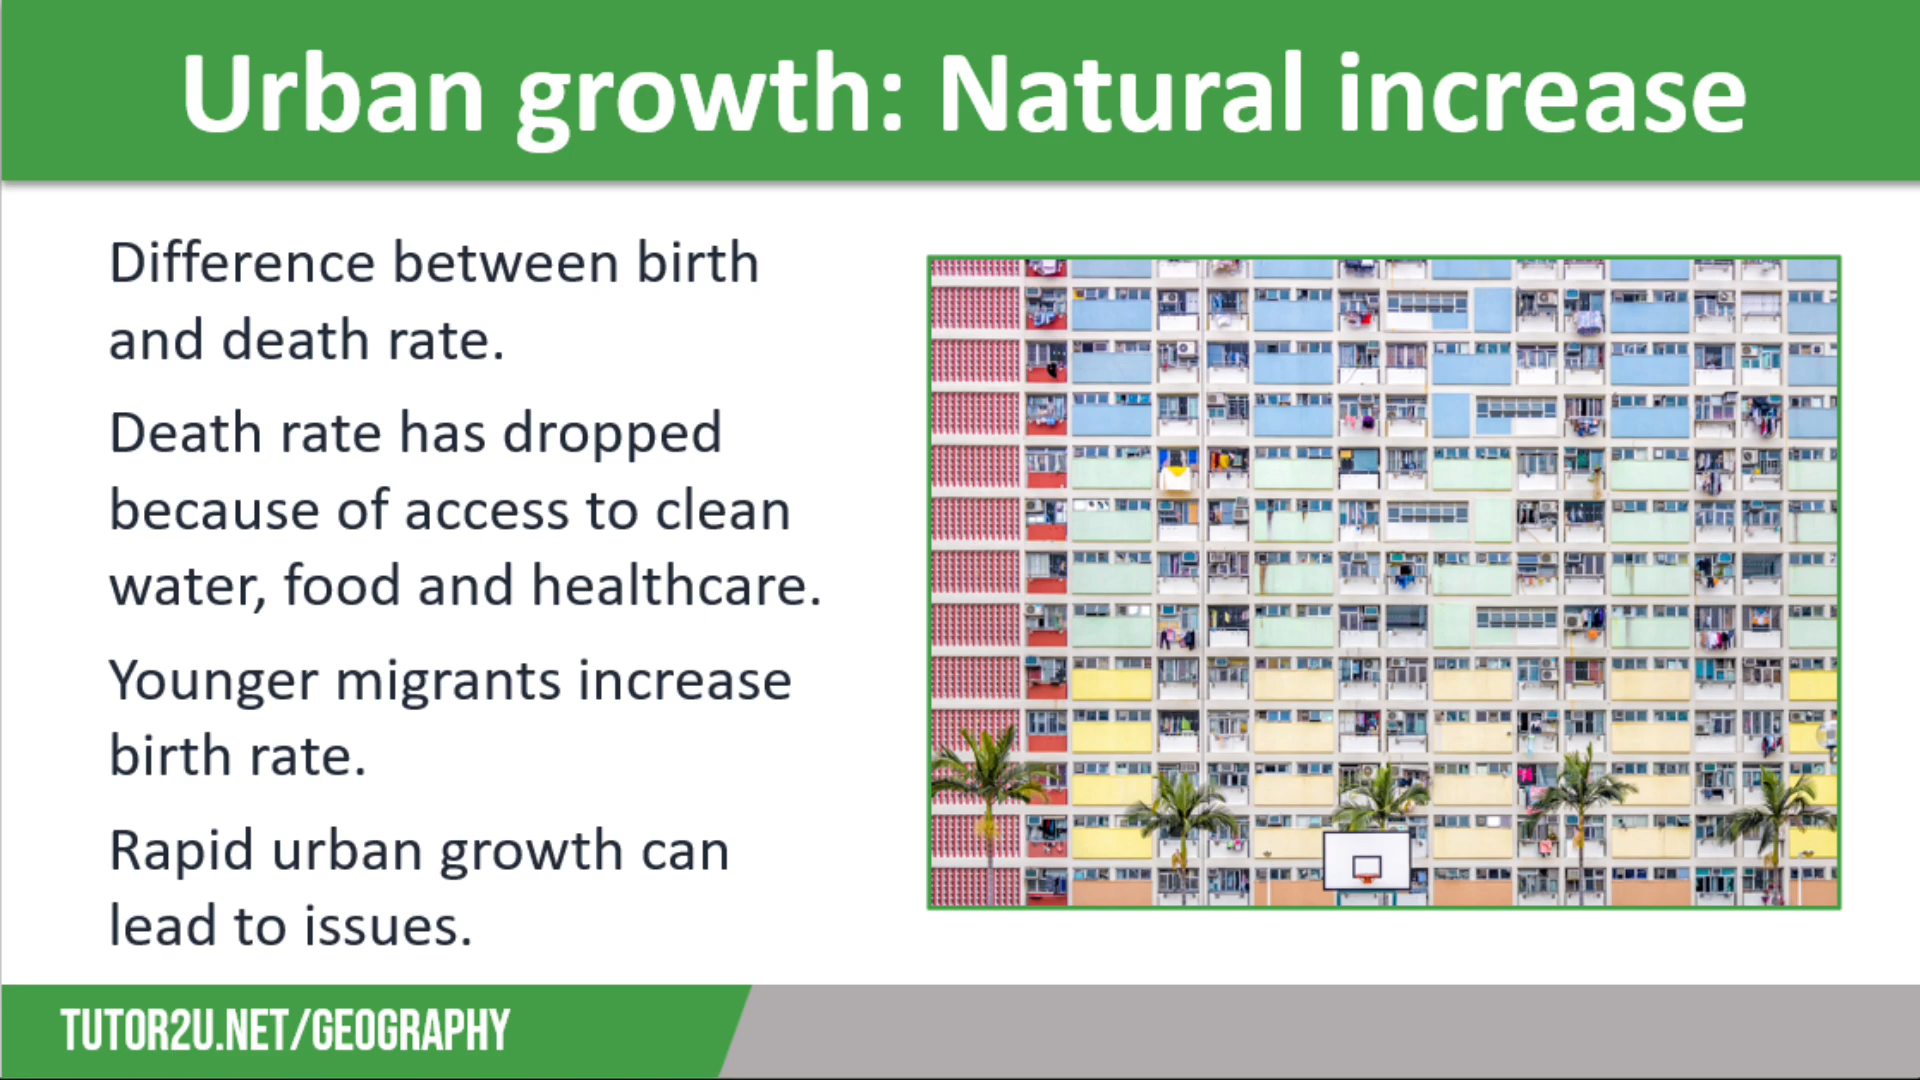 Urban growth: Natural increase
Difference between birth
and death rate.
Death rate has dropped
because of access to clean
water, food and healthcare.
Younger migrants increase
birth rate.
Rapid urban growth can
lead to issues.
TUTOR2U.NET/GEOGRAPHY